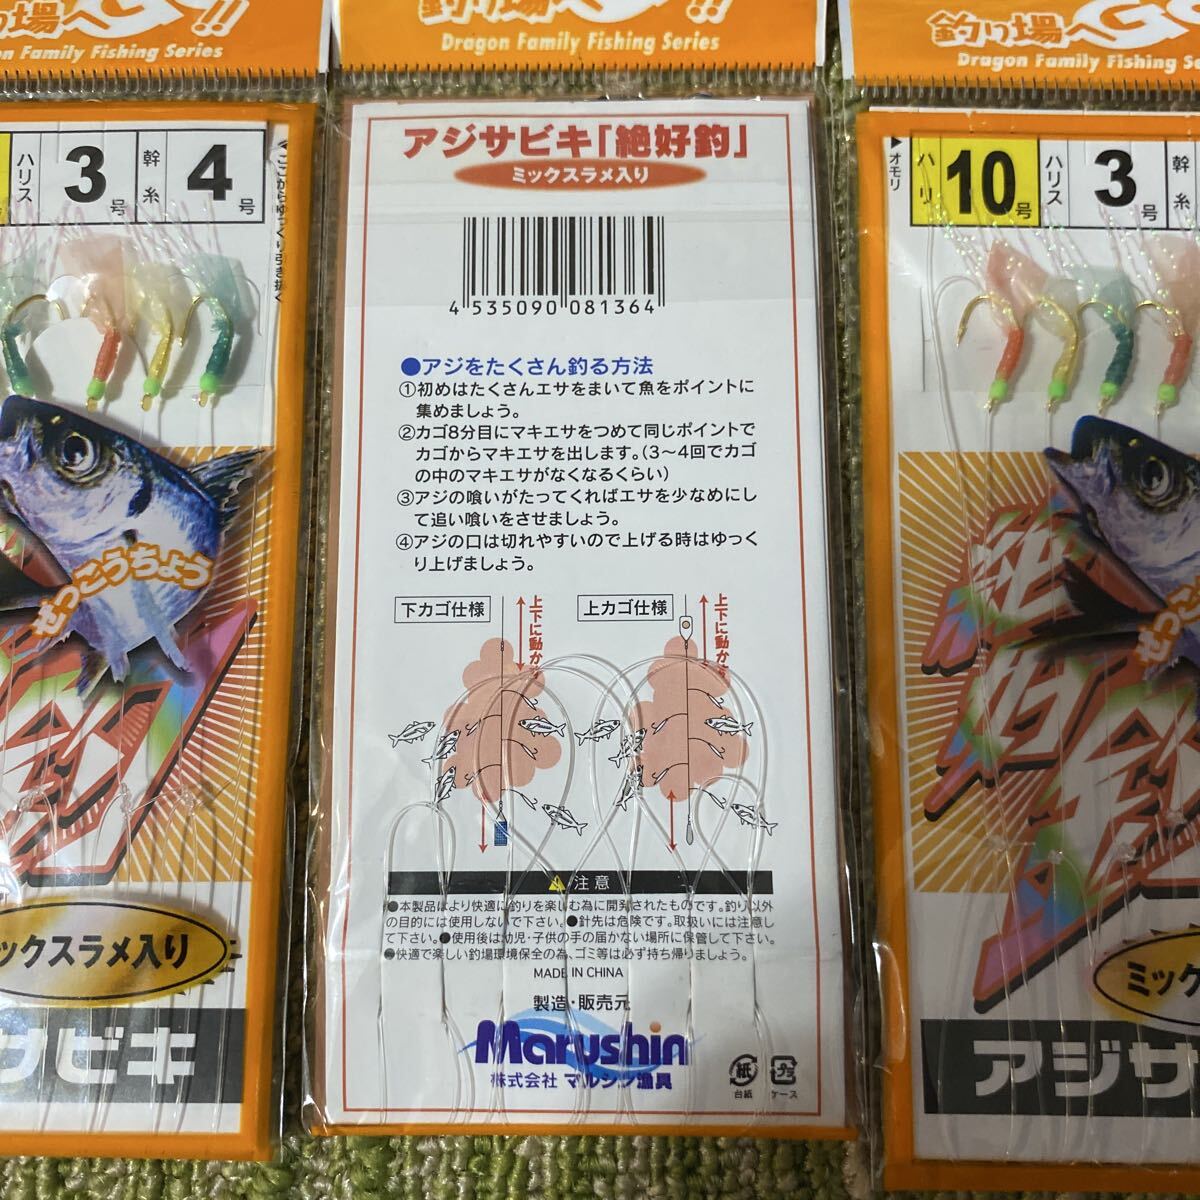 釣り場へGO!!
Dragon Family Fishing Series
ハリス 3号 幹糸 4号
ここからゆっくり引き抜く
ぜっこうちょう
ックスラメ入り
サビキ
釣り場へGO!!
Dragon Family Fishing Series
アジサビキ「絶好釣」
ミックスラメ入り
4 535090 081364
●アジをたくさん釣る方法
①初めはたくさんエサをまいて魚をポイントに
集めましょう。
②カゴ8分目にマキエサをつめて同じポイントで
カゴからマキエサを出します。(3～4回でカゴ
の中のマキエサがなくなるくらい)
③アジの喰いがたってくればエサを少なめにし
て追い喰いをさせましょう。
④アジの口は切れやすいので上げる時はゆっく
り上げましょう。
下カゴ仕様
上下に動かす
上カゴ仕様
上下に動かす
⚠注意
●本製品はより快適に釣りを楽しむ為に開発されたものです。釣り以外
の目的には使用しないで下さい。●針先は危険です。取扱いには注意し
て下さい。●使用後は幼児・子供の手の届かない場所に保管して下さい。
●快適で楽しい釣場環境保全の為、ゴミ等は必ず持ち帰りましょう。
MADE IN CHINA
製造・販売元
Marushin
株式会社 マルシン漁具
紙
台紙
プラ
ケース
釣り場へGO
Dragon Family Fishing Se
▼オモリ
ハリ 10号 ハリス 3号 幹糸
絶好
せっこう
ミック
アジサ